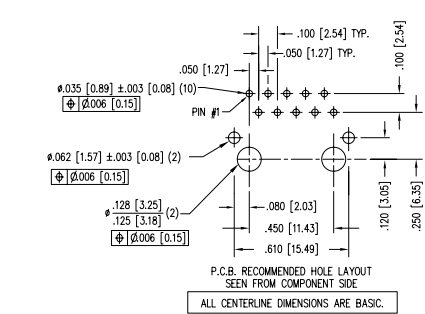 .100 [2.54] TYP.
.050 [1.27] TYP.
.100 [2.54]
.050 [1.27]
ø.035 [0.89] ±.003 [0.08] (10)
⌖ Ø.006 [0.15]
PIN #1
ø.062 [1.57] ±.003 [0.08] (2)
⌖ Ø.006 [0.15]
ø .128 [3.25]
.125 [3.18] (2)
⌖ Ø.006 [0.15]
.080 [2.03]
.450 [11.43]
.610 [15.49]
.120 [3.05]
.250 [6.35]
P.C.B. RECOMMENDED HOLE LAYOUT
SEEN FROM COMPONENT SIDE
ALL CENTERLINE DIMENSIONS ARE BASIC.